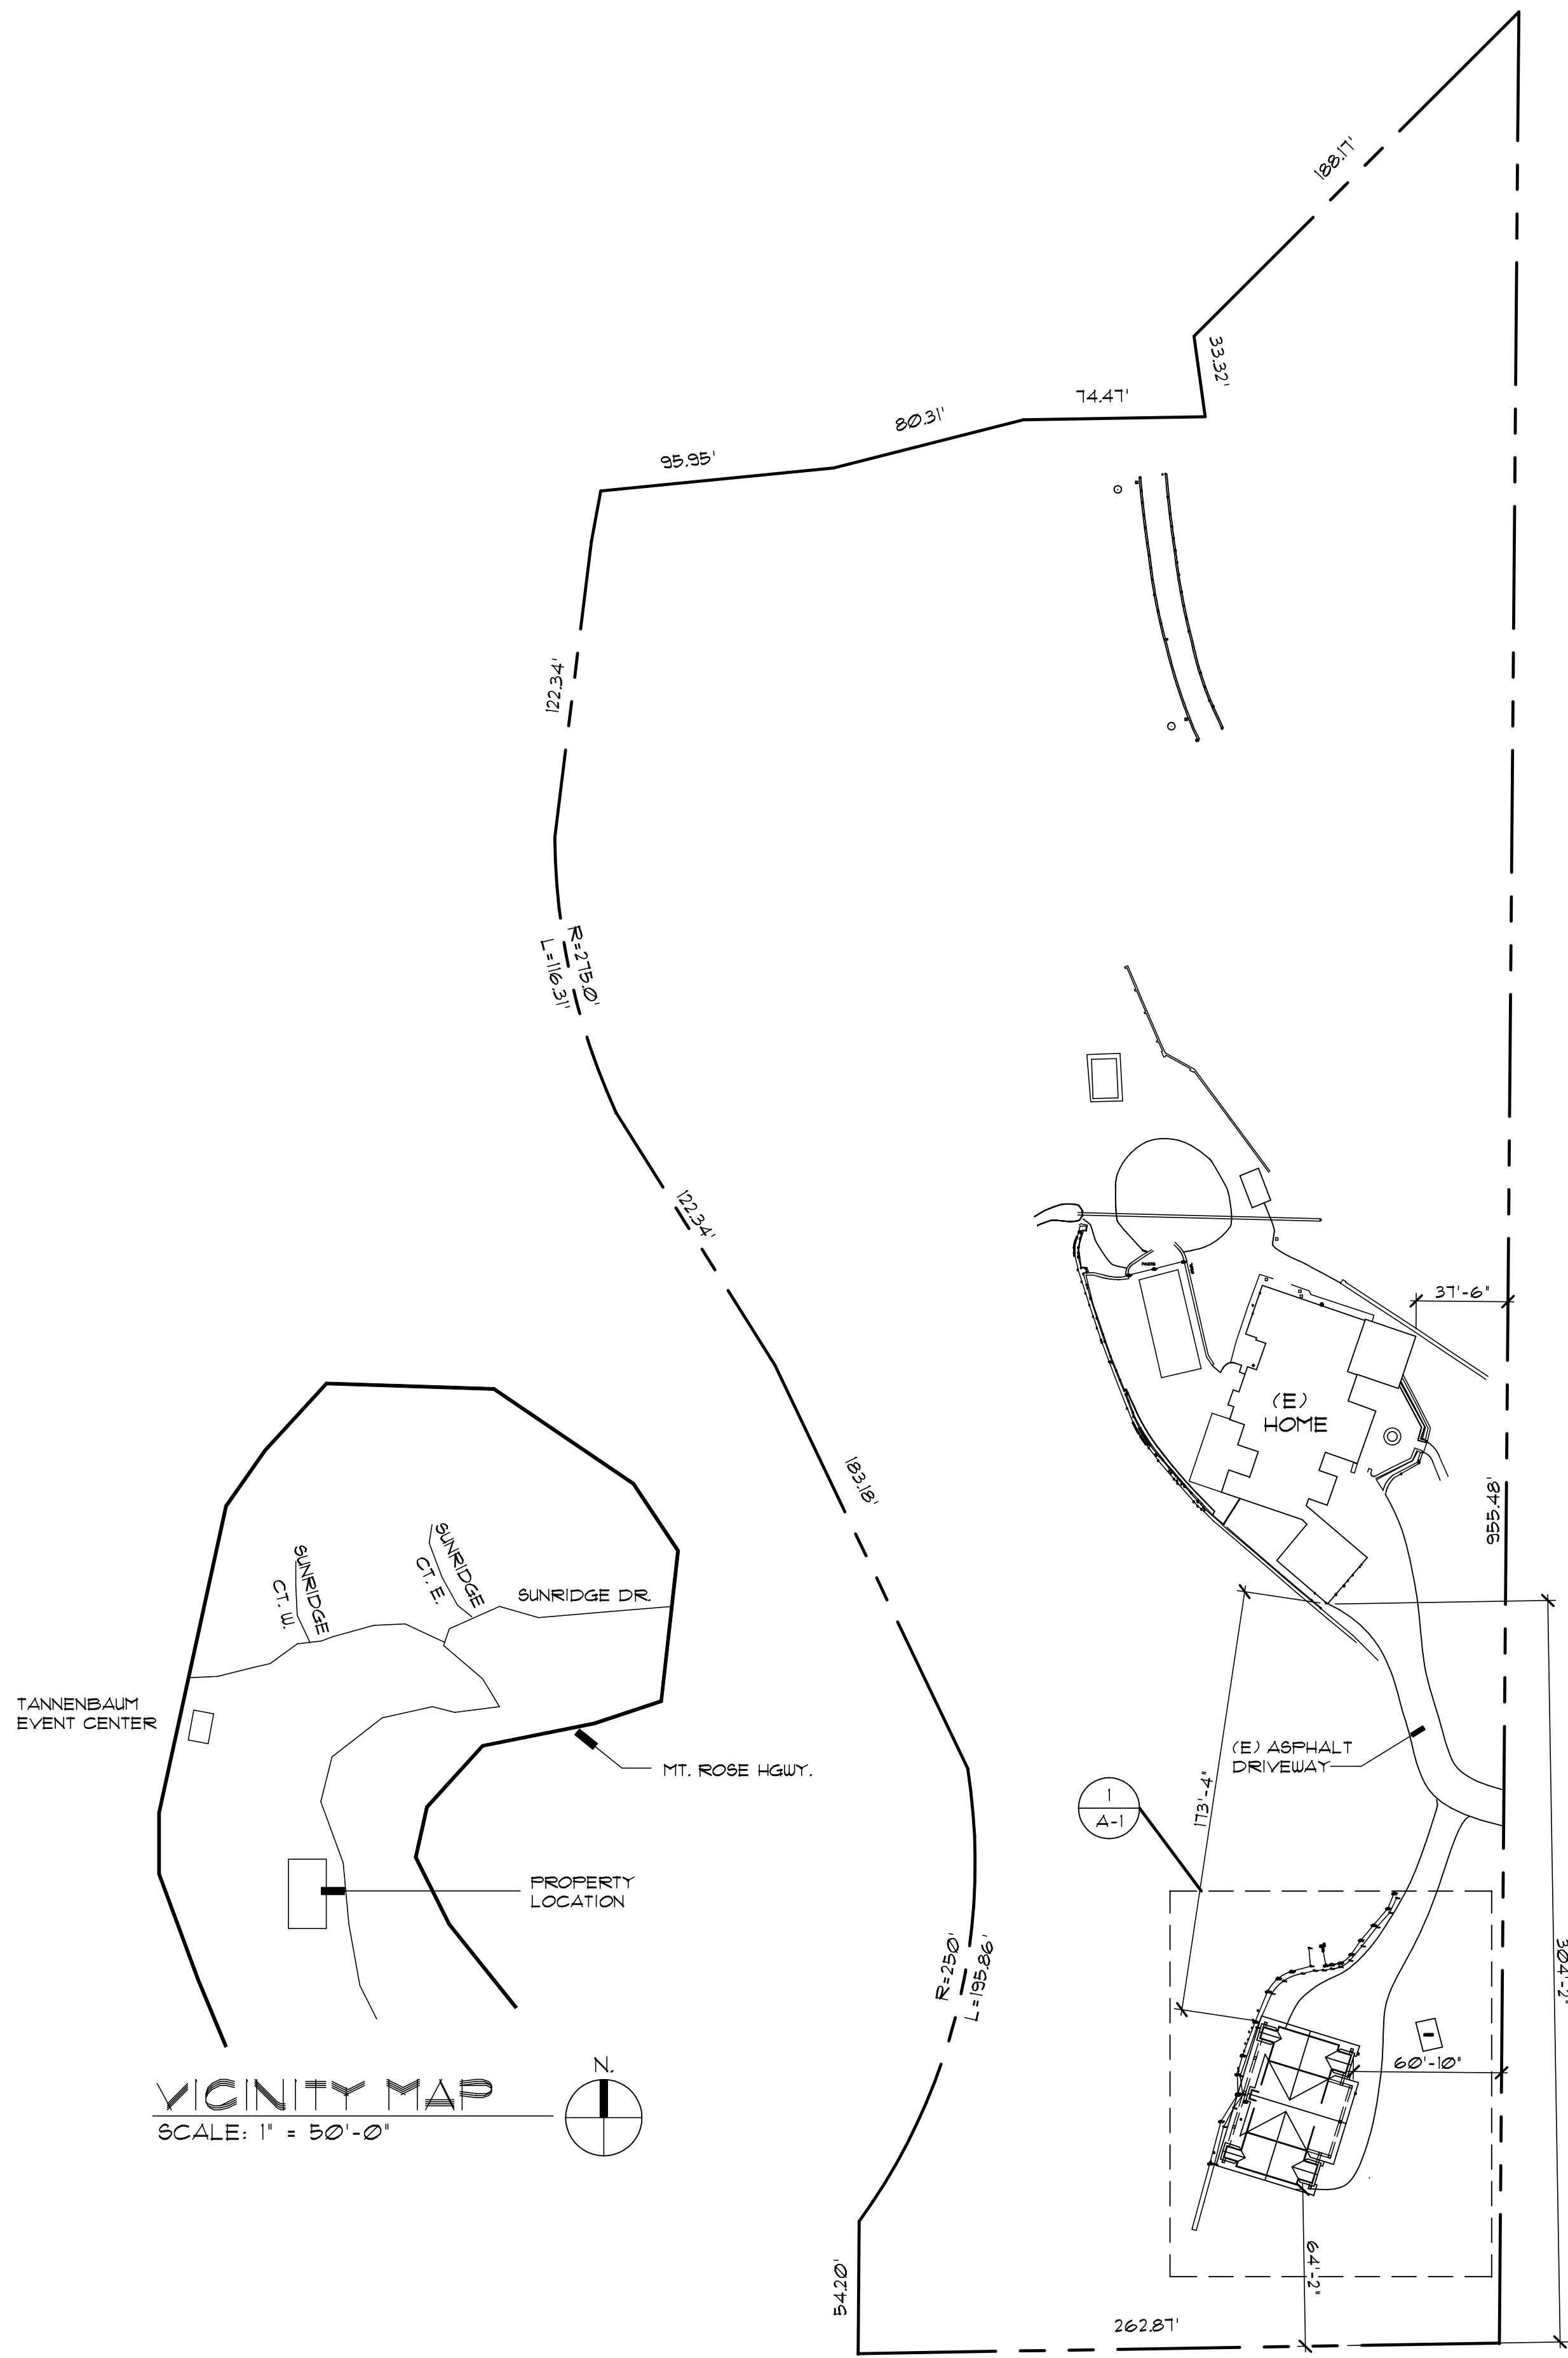 188.17'
33.32'
74.47'
80.31'
95.95'
122.34'
R=275.0'
L=116.31'
122.34'
183.18'
37'-6"
(E)
HOME
955.48'
SUNRIDGE
CT. E.
SUNRIDGE
CT. W.
SUNRIDGE DR.
TANNENBAUM
EVENT CENTER
MT. ROSE HGWY.
(E) ASPHALT
DRIVEWAY
173'-4"
1
A-1
PROPERTY
LOCATION
R=250'
L=195.86'
304'-2"
60'-10"
N.
VICINITY MAP
SCALE: 1" = 50'-0"
64'-2"
54.20'
262.87'